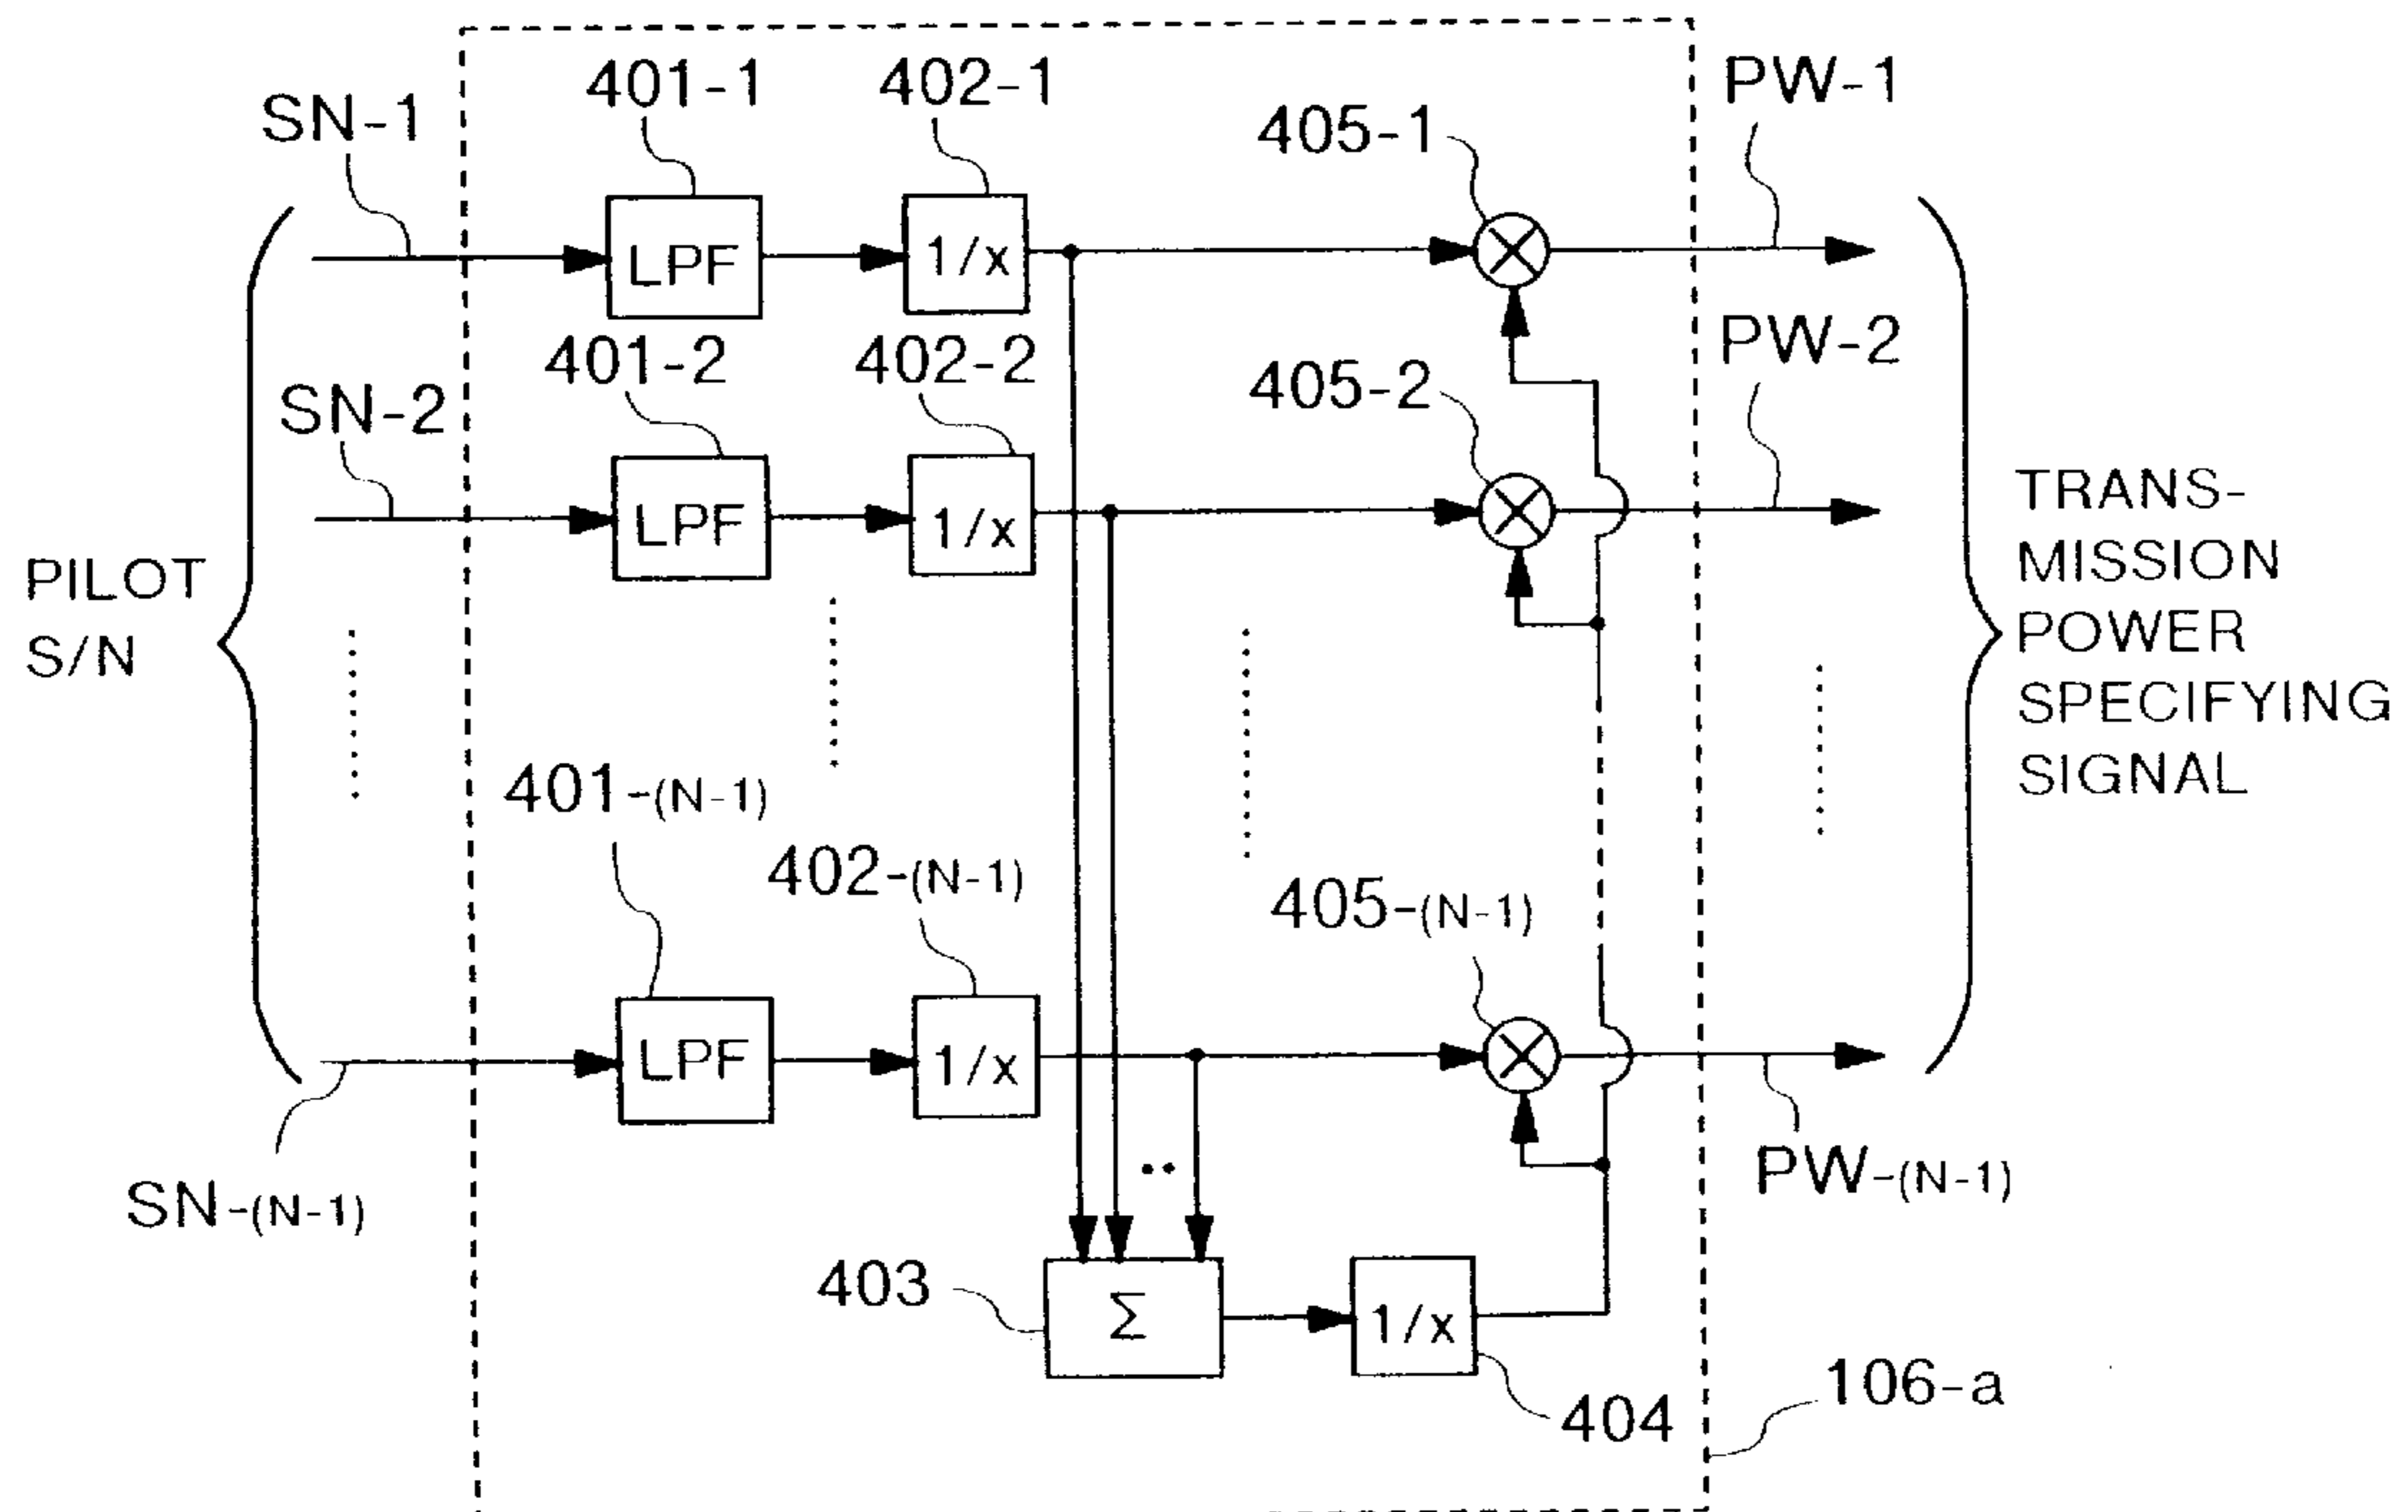 401-1
402-1
PW-1
SN-1
405-1
LPF
1/x
PW-2
401-2
402-2
405-2
SN-2
LPF
1/x
PILOT
S/N
TRANS-
MISSION
POWER
SPECIFYING
SIGNAL
401-(N-1)
402-(N-1)
405-(N-1)
LPF
1/x
SN-(N-1)
PW-(N-1)
403
Σ
1/x
404
106-a